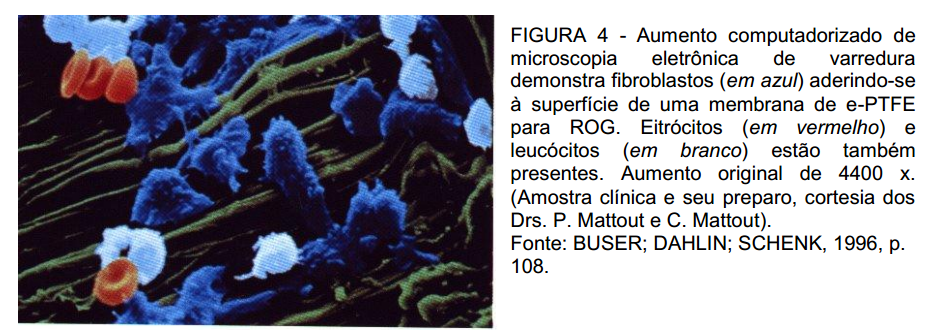 FIGURA 4 - Aumento computadorizado de
microscopia eletrônica de varredura
demonstra fibroblastos (em azul) aderindo-se
à superfície de uma membrana de e-PTFE
para ROG. Eitrócitos (em vermelho) e
leucócitos (em branco) estão também
presentes. Aumento original de 4400 x.
(Amostra clínica e seu preparo, cortesia dos
Drs. P. Mattout e C. Mattout).
Fonte: BUSER; DAHLIN; SCHENK, 1996, p.
108.